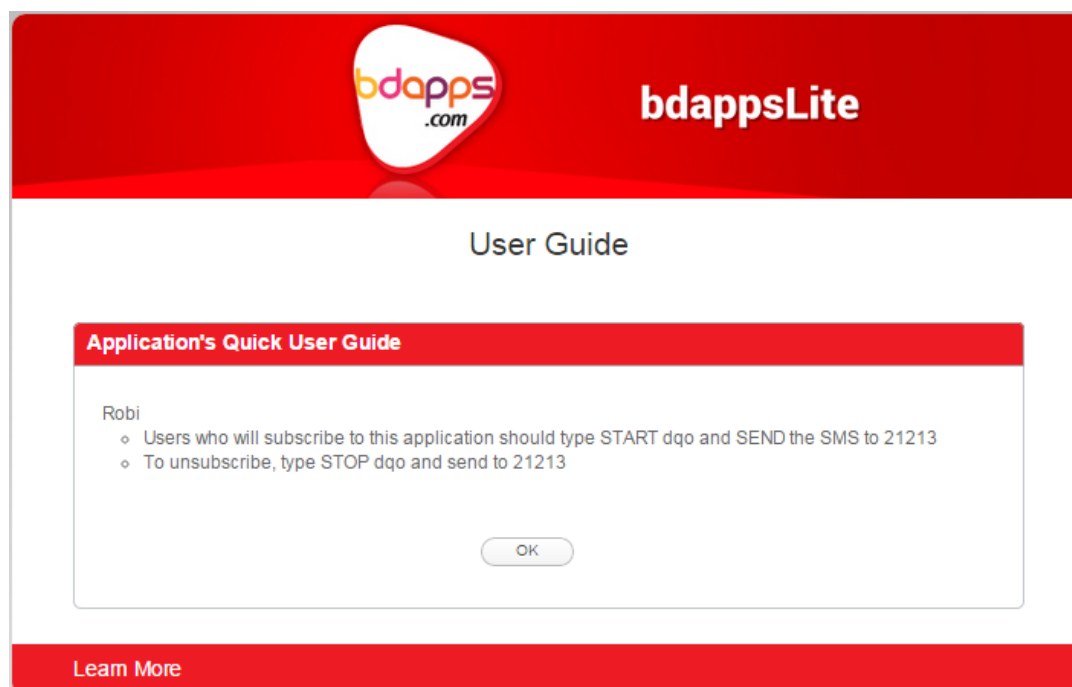 bdapps
.com
bdappsLite
User Guide
Application's Quick User Guide
Robi
Users who will subscribe to this application should type START dqo and SEND the SMS to 21213
To unsubscribe, type STOP dqo and send to 21213
OK
Learn More